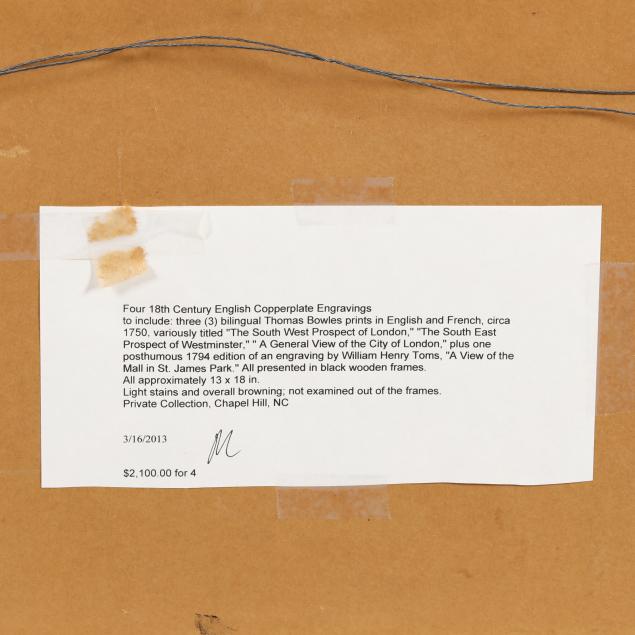 Four 18th Century English Copperplate Engravings
to include: three (3) bilingual Thomas Bowles prints in English and French, circa
1750, variously titled "The South West Prospect of London," "The South East
Prospect of Westminster," " A General View of the City of London," plus one
posthumous 1794 edition of an engraving by William Henry Toms, "A View of the
Mall in St. James Park." All presented in black wooden frames.
All approximately 13 x 18 in.
Light stains and overall browning; not examined out of the frames.
Private Collection, Chapel Hill, NC
3/16/2013
$2,100.00 for 4